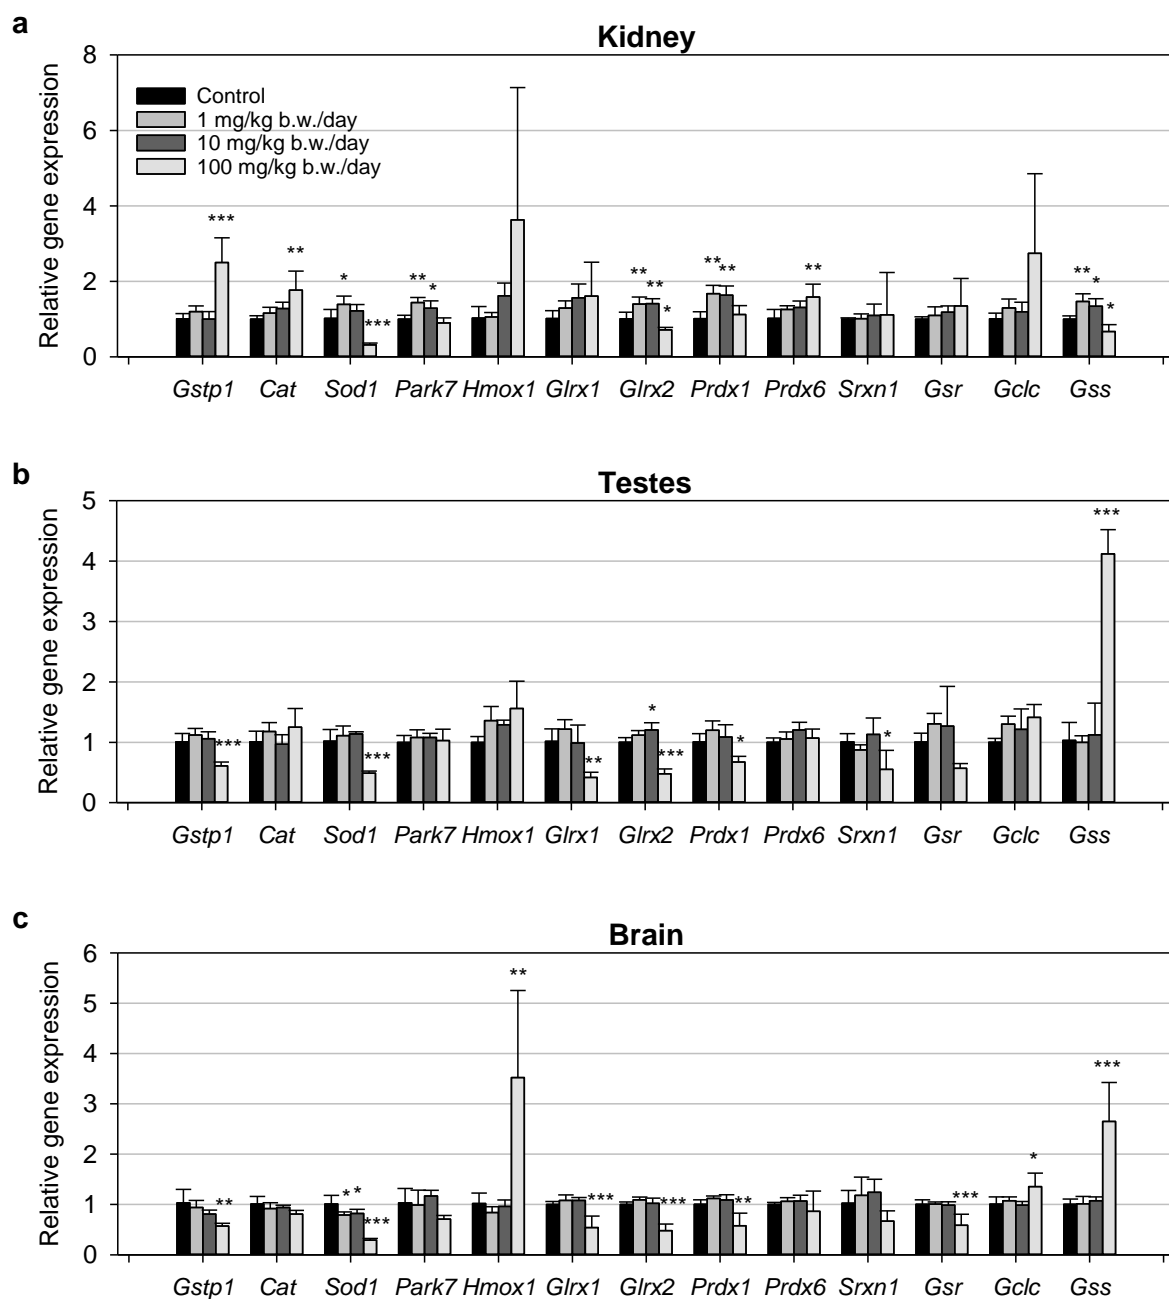 a
Kidney
Relative gene expression
8
6
4
2
0
Control
1 mg/kg b.w./day
10 mg/kg b.w./day
100 mg/kg b.w./day
*** ** * *** ** * ** ** * ** ** ** ** * *
Gstp1 Cat Sod1 Park7 Hmox1 Glrx1 Glrx2 Prdx1 Prdx6 Srxn1 Gsr Gclc Gss
b
Testes
Relative gene expression
5
4
3
2
1
0
*** *** ** * *** * * ***
Gstp1 Cat Sod1 Park7 Hmox1 Glrx1 Glrx2 Prdx1 Prdx6 Srxn1 Gsr Gclc Gss
c
Brain
Relative gene expression
6
5
4
3
2
1
0
** * * *** ** *** *** ** *** * ***
Gstp1 Cat Sod1 Park7 Hmox1 Glrx1 Glrx2 Prdx1 Prdx6 Srxn1 Gsr Gclc Gss